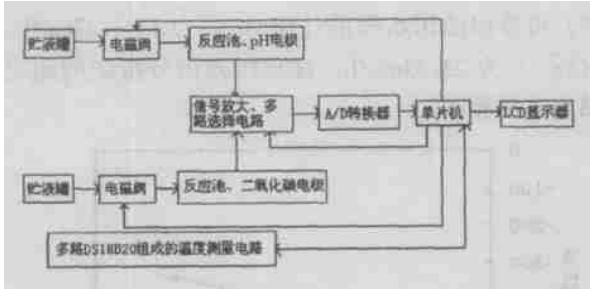 贮液罐
电磁阀
反应池、pH电极
信号放大、多
路选择电路
A/D转换器
单片机
LCD显示器
贮液罐
电磁阀
反应池、二氧化碳电极
多路DS18B20组成的温度测量电路